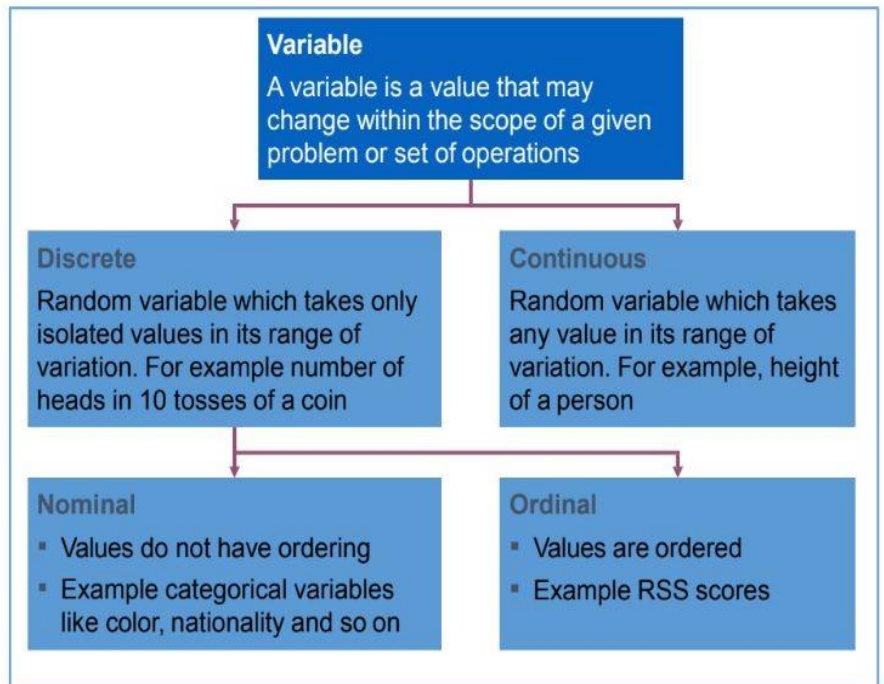 Variable
A variable is a value that may
change within the scope of a given
problem or set of operations
Discrete
Random variable which takes only
isolated values in its range of
variation. For example number of
heads in 10 tosses of a coin
Continuous
Random variable which takes
any value in its range of
variation. For example, height
of a person
Nominal
▪ Values do not have ordering
▪ Example categorical variables
like color, nationality and so on
Ordinal
▪ Values are ordered
▪ Example RSS scores